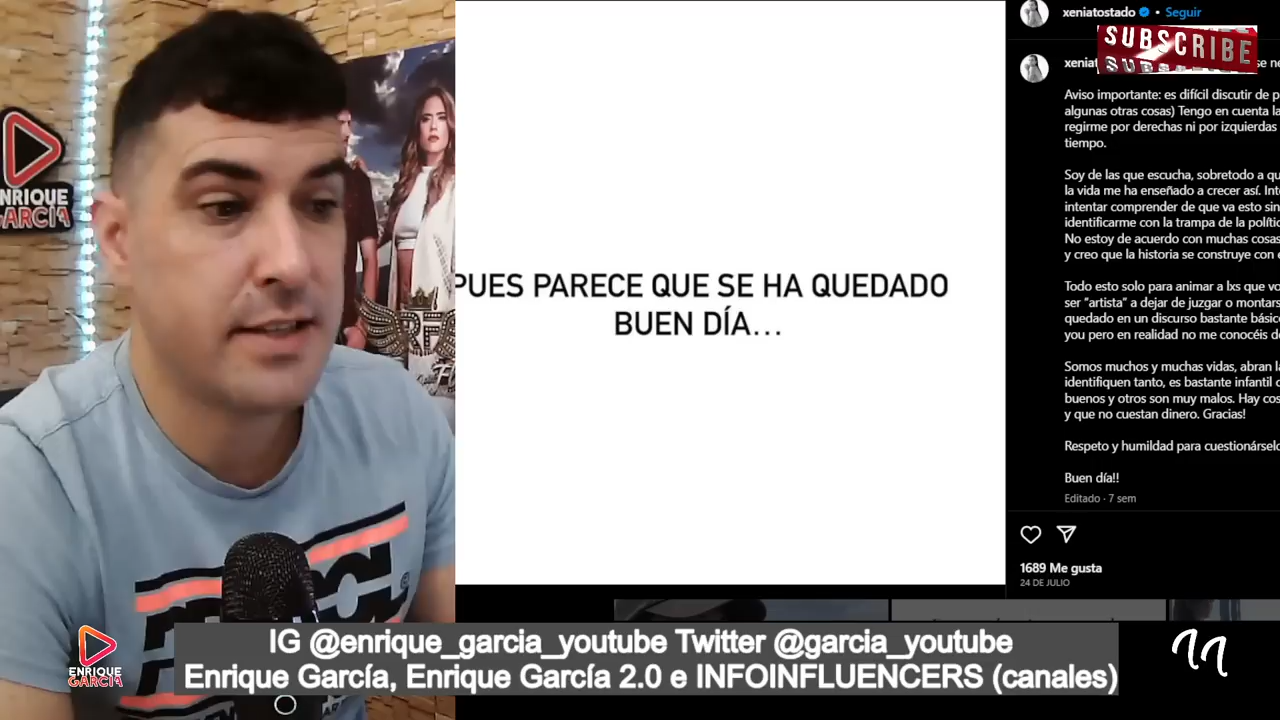 xeniatostado • Seguir
SUBSCRIBE
Aviso importante: es difícil discutir de p
algunas otras cosas) Tengo en cuenta la
regirme por derechas ni por izquierdas
tiempo.
Soy de las que escucha, sobretodo a qu
la vida me ha enseñado a crecer así. Int
intentar comprender de que va esto sin
identificarme con la trampa de la polític
No estoy de acuerdo con muchas cosas
y creo que la historia se construye con
Todo esto solo para animar a lxs que vo
ser "artista" a dejar de juzgar o montars
quedado en un discurso bastante básic
you pero en realidad no me conocéis d
Somos muchos y muchas vidas, abran la
identifiquen tanto, es bastante infantil
buenos y otros son muy malos. Hay cos
y que no cuestan dinero. Gracias!
Respeto y humildad para cuestionárselo
Buen día!!
Editado · 7 sem
1689 Me gusta
24 DE JULIO
PUES PARECE QUE SE HA QUEDADO
BUEN DÍA...
NRIQUE
GARCÍA
RFG
IG @enrique_garcia_youtube Twitter @garcia_youtube
Enrique García, Enrique García 2.0 e INFOINFLUENCERS (canales)
ENRIQUE
GARCÍA